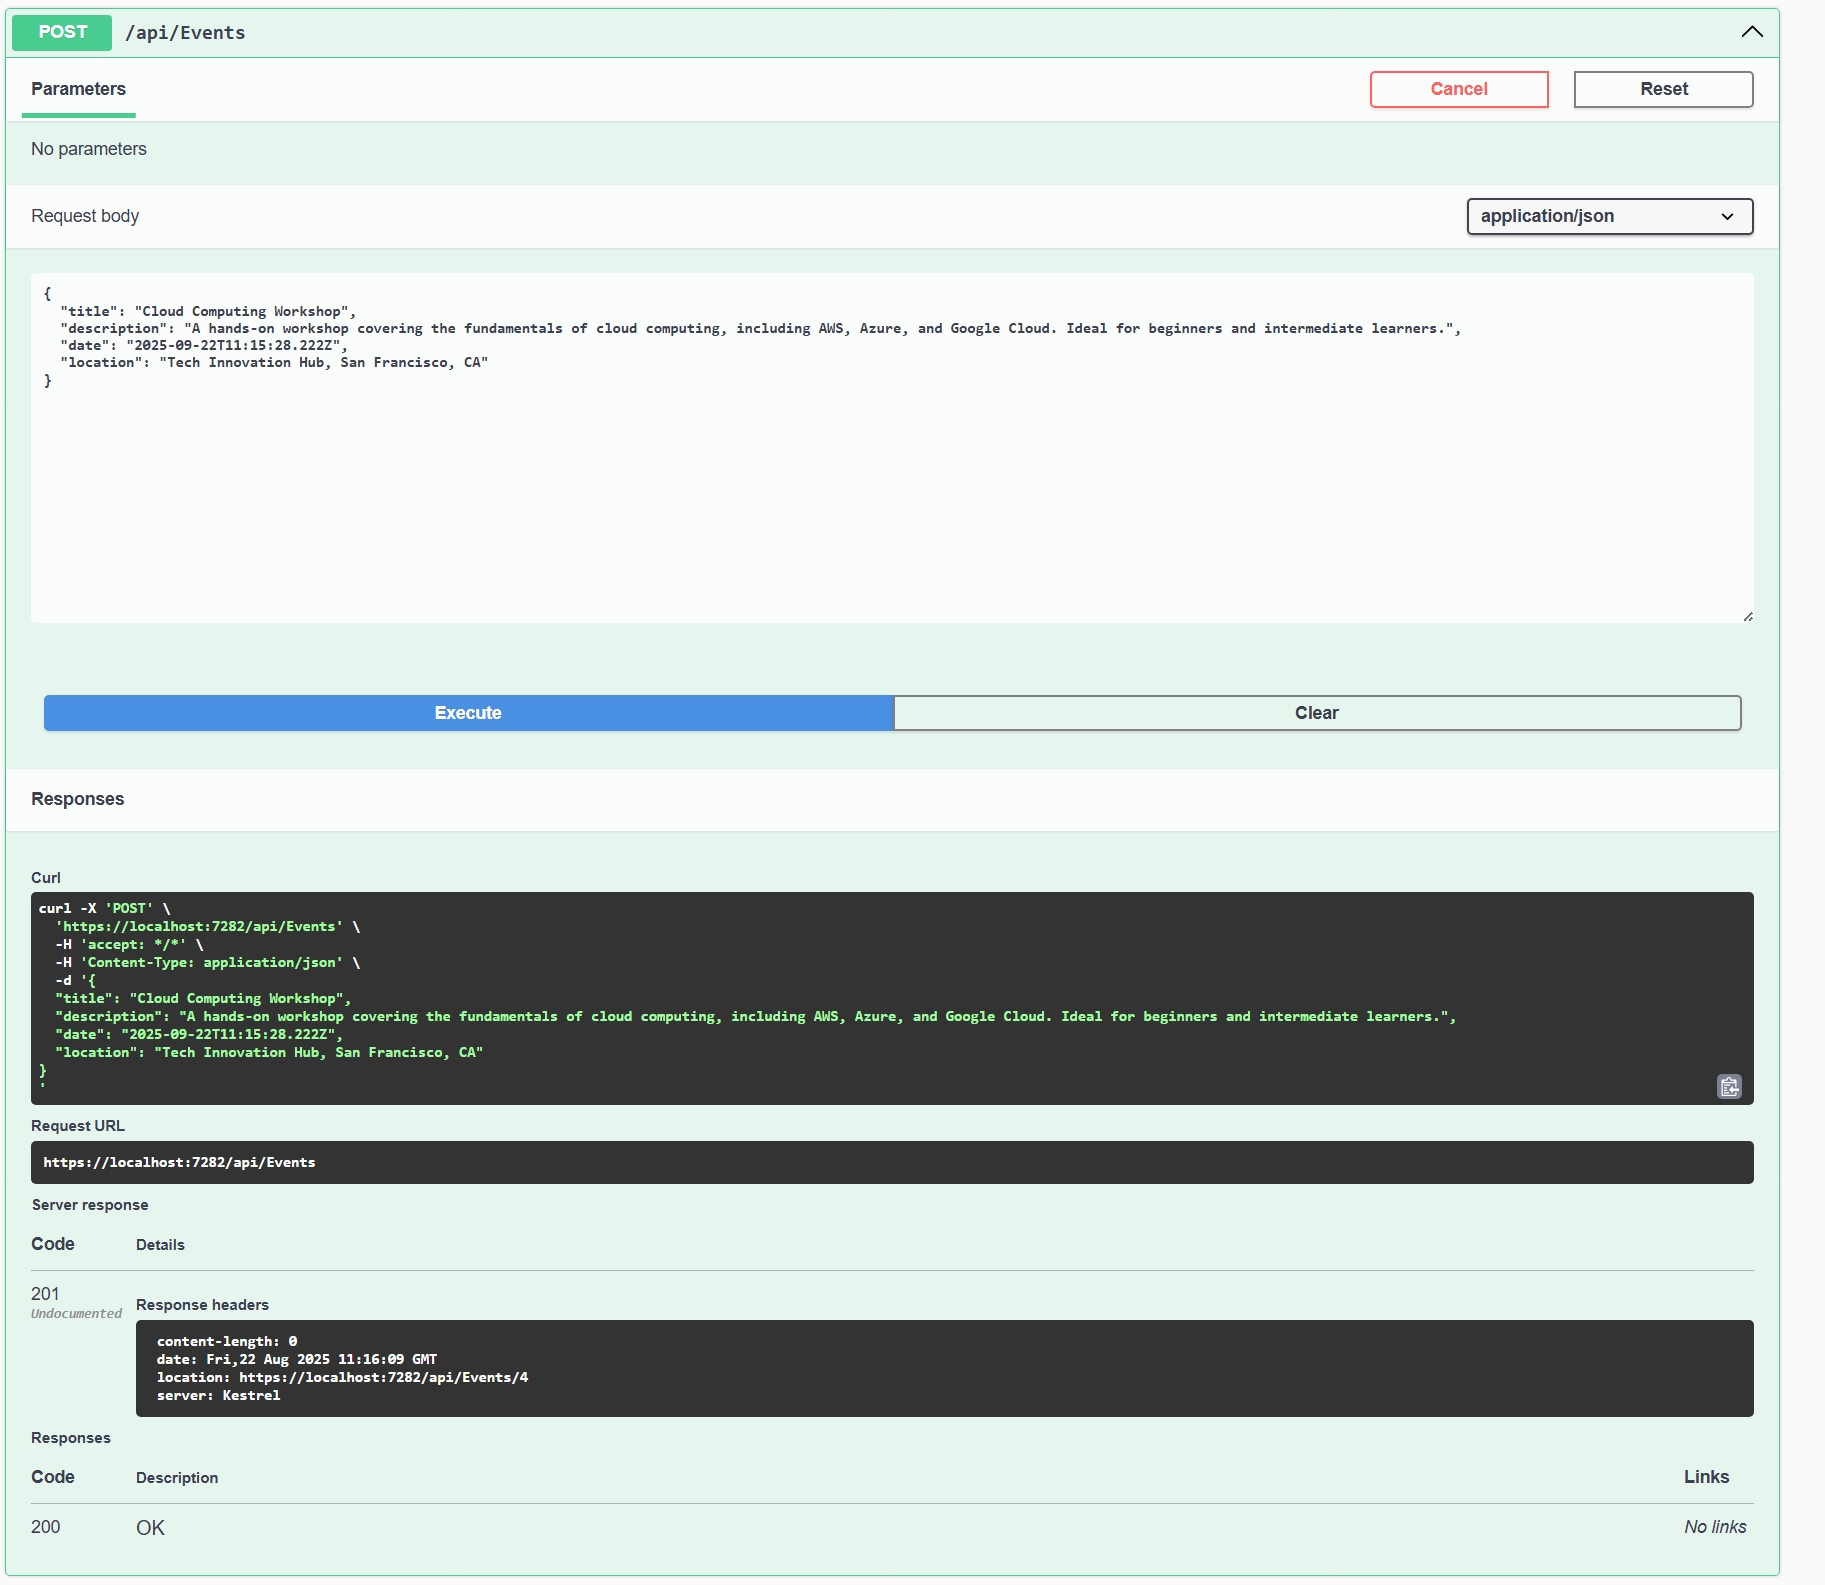 POST /api/Events
Parameters
Cancel
Reset
No parameters
Request body
application/json
{
  "title": "Cloud Computing Workshop",
  "description": "A hands-on workshop covering the fundamentals of cloud computing, including AWS, Azure, and Google Cloud. Ideal for beginners and intermediate learners.",
  "date": "2025-09-22T11:15:28.222Z",
  "location": "Tech Innovation Hub, San Francisco, CA"
}
Execute
Clear
Responses
Curl
curl -X 'POST' \
  'https://localhost:7282/api/Events' \
  -H 'accept: */*' \
  -H 'Content-Type: application/json' \
  -d '{
  "title": "Cloud Computing Workshop",
  "description": "A hands-on workshop covering the fundamentals of cloud computing, including AWS, Azure, and Google Cloud. Ideal for beginners and intermediate learners.",
  "date": "2025-09-22T11:15:28.222Z",
  "location": "Tech Innovation Hub, San Francisco, CA"
}
'
Request URL
https://localhost:7282/api/Events
Server response
Code Details
201
Undocumented
Response headers
content-length: 0
date: Fri,22 Aug 2025 11:16:09 GMT
location: https://localhost:7282/api/Events/4
server: Kestrel
Responses
Code Description Links
200 OK No links